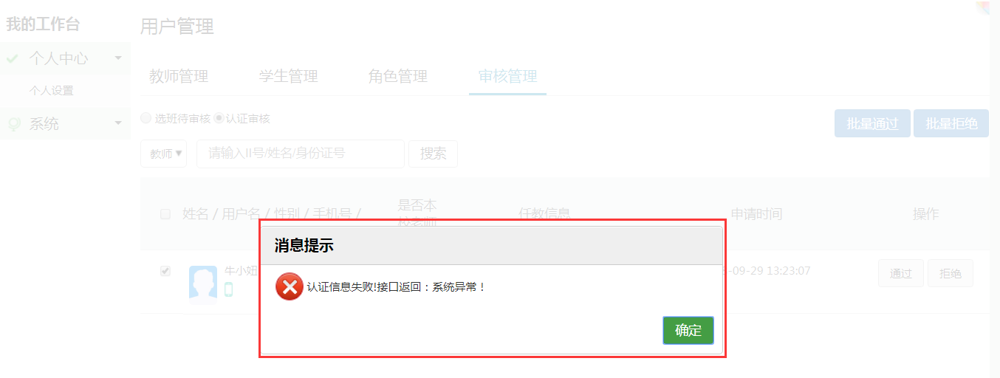 我的工作台
用户管理
个人中心
个人设置
系统
教师管理
学生管理
角色管理
审核管理
选班待审核
认证审核
批量通过
批量拒绝
教师
请输入II号/姓名/身份证号
搜索
姓名 / 用户名 / 性别 / 手机号 /
是否本
校老师
任教信息
申请时间
操作
牛小妞
-09-29 13:23:07
通过
拒绝
消息提示
认证信息失败!接口返回：系统异常！
确定